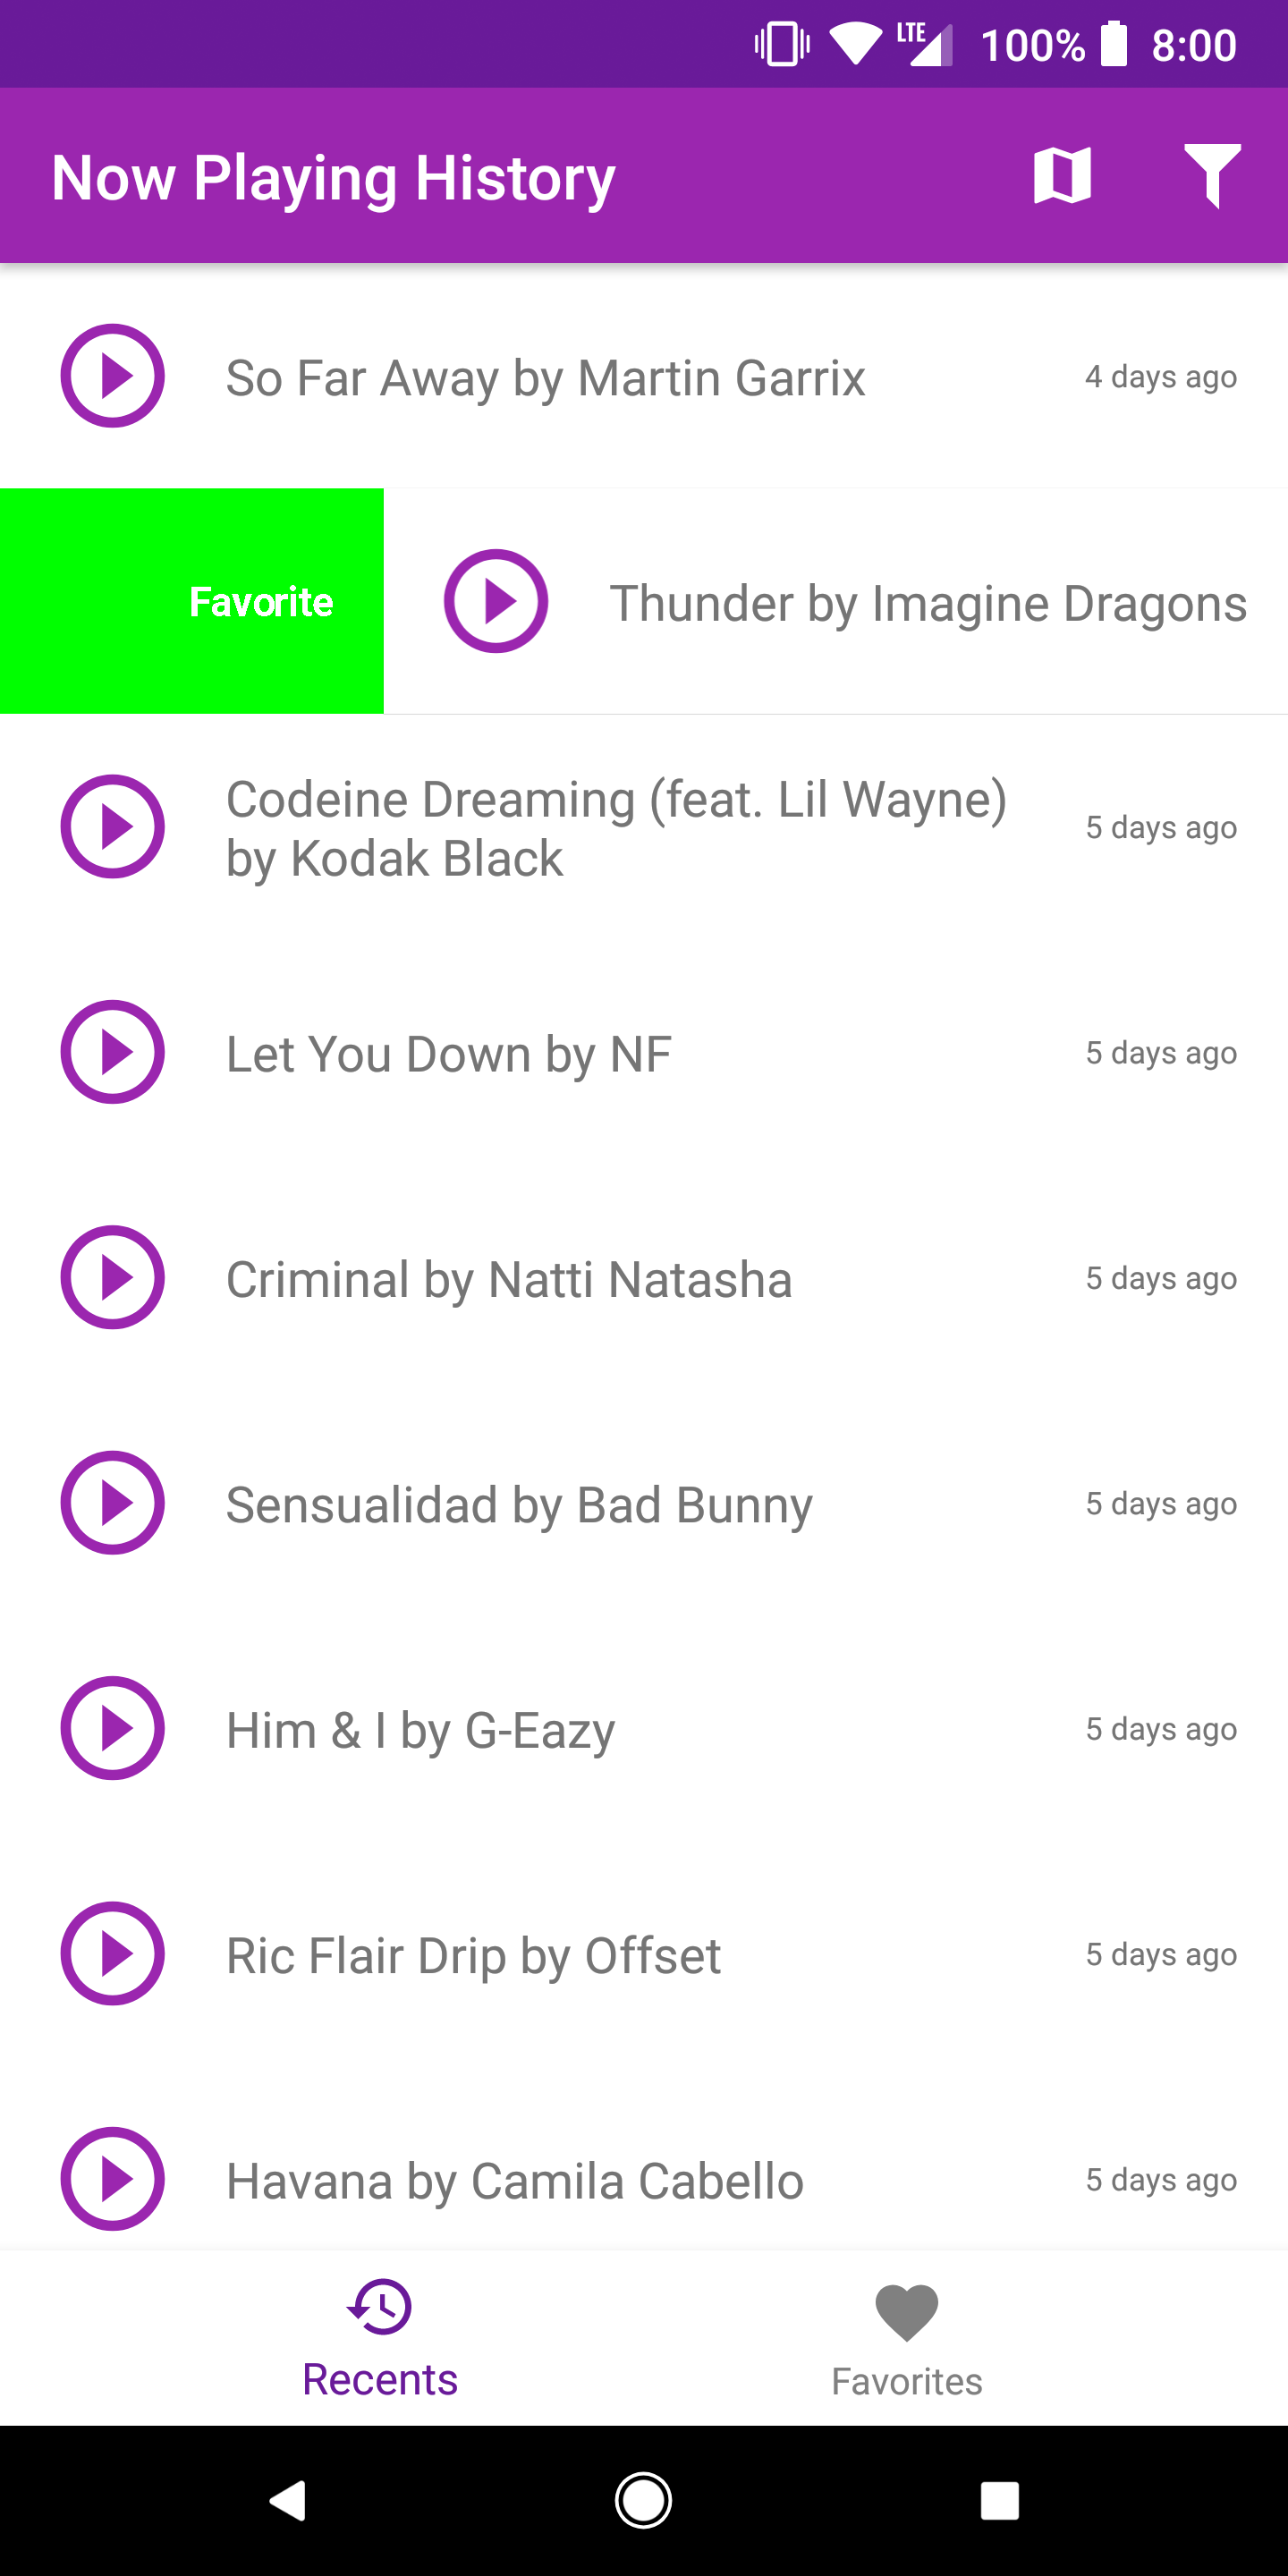 LTE 100% 8:00
Now Playing History
So Far Away by Martin Garrix 4 days ago
Favorite Thunder by Imagine Dragons
Codeine Dreaming (feat. Lil Wayne)
by Kodak Black 5 days ago
Let You Down by NF 5 days ago
Criminal by Natti Natasha 5 days ago
Sensualidad by Bad Bunny 5 days ago
Him & I by G-Eazy 5 days ago
Ric Flair Drip by Offset 5 days ago
Havana by Camila Cabello 5 days ago
Recents Favorites